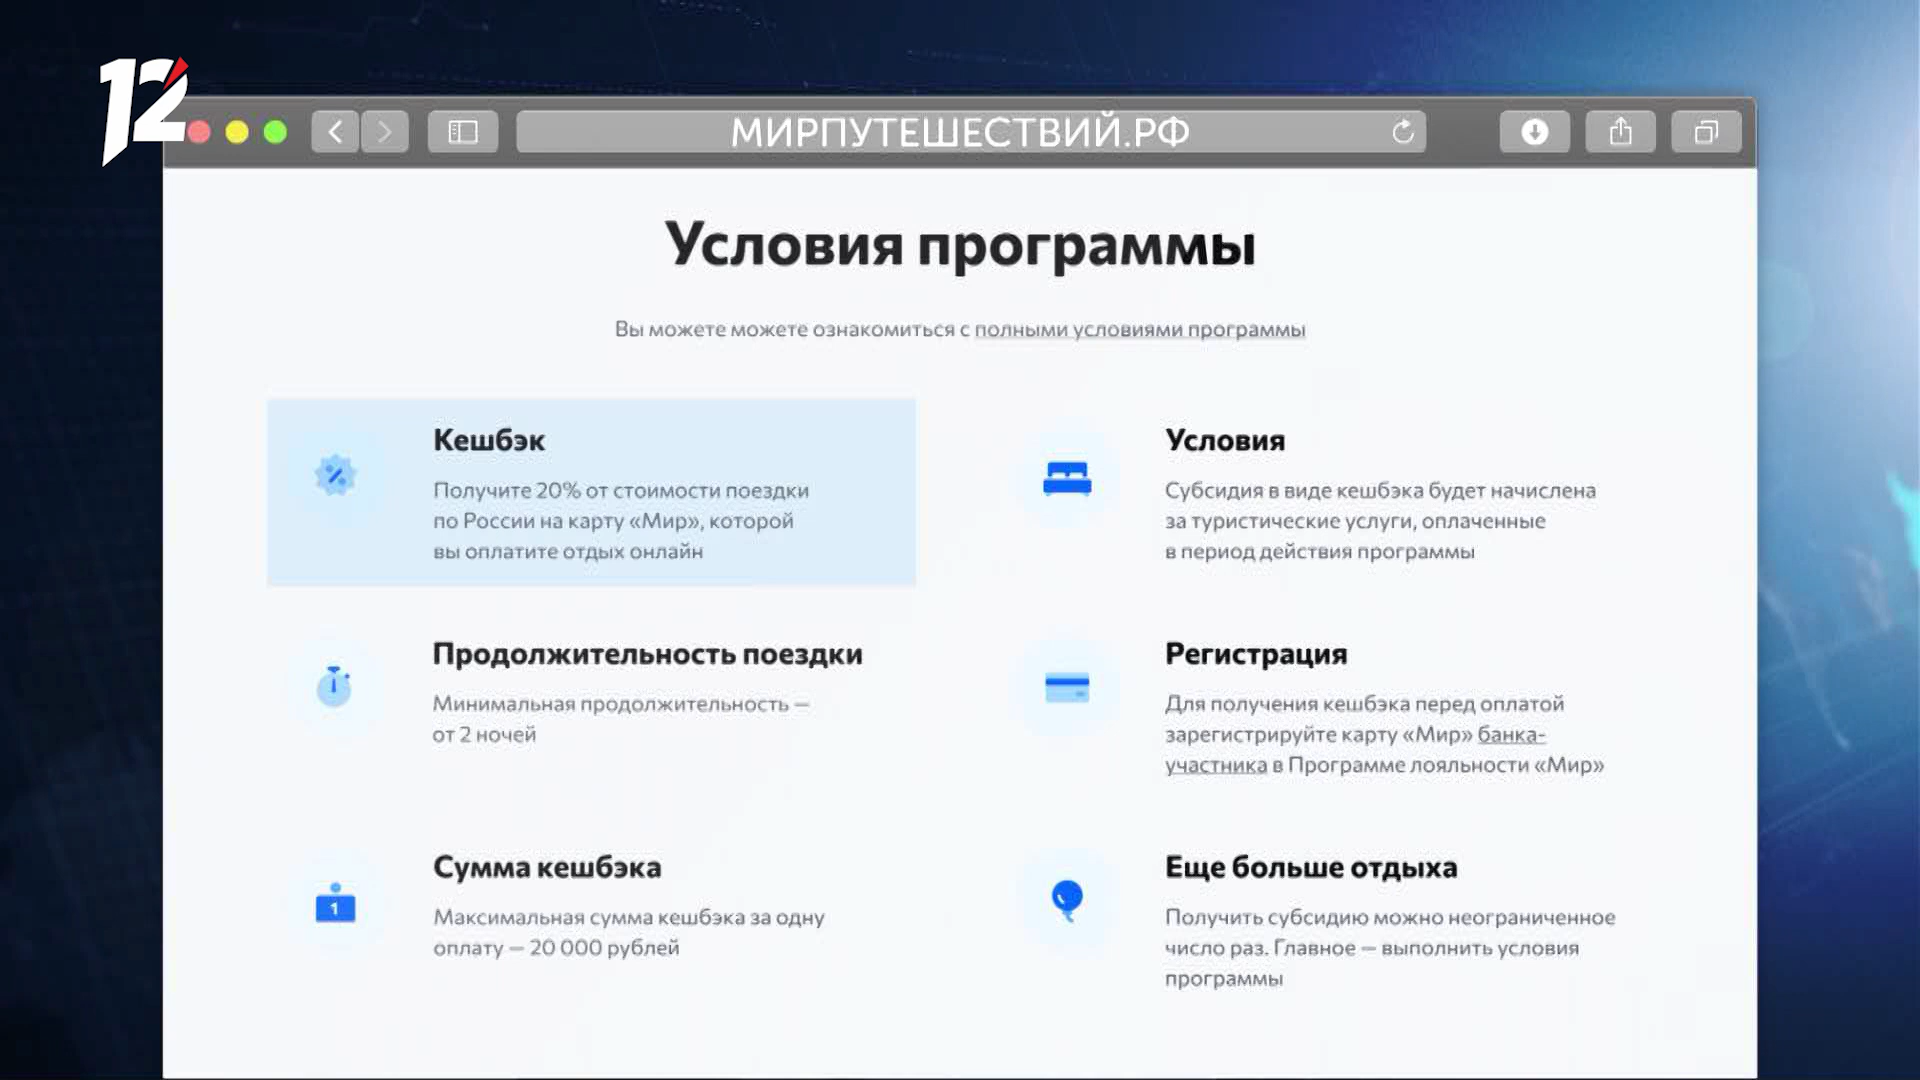 12
МИРПУТЕШЕСТВИЙ.РФ
Условия программы
Вы можете можете ознакомиться с полными условиями программы
Кешбэк
Получите 20% от стоимости поездки
по России на карту «Мир», которой
вы оплатите отдых онлайн
Условия
Субсидия в виде кешбэка будет начислена
за туристические услуги, оплаченные
в период действия программы
Продолжительность поездки
Минимальная продолжительность —
от 2 ночей
Регистрация
Для получения кешбэка перед оплатой
зарегистрируйте карту «Мир» банка-
участника в Программе лояльности «Мир»
1
Сумма кешбэка
Максимальная сумма кешбэка за одну
оплату — 20 000 рублей
Еще больше отдыха
Получить субсидию можно неограниченное
число раз. Главное — выполнить условия
программы